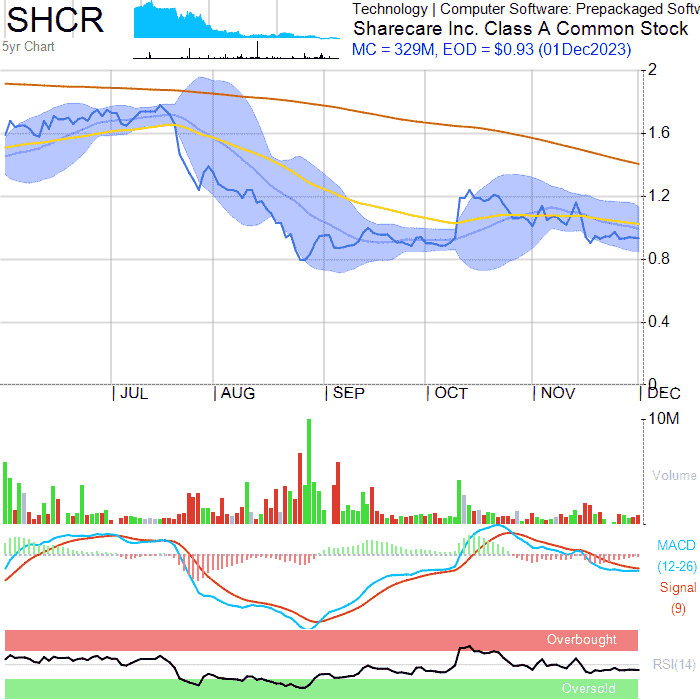 SHCR
5yr Chart
Technology | Computer Software: Prepackaged Softw
Sharecare Inc. Class A Common Stock
MC = 329M, EOD = $0.93 (01Dec2023)
2
1.6
1.2
0.8
0.4
0
JUL AUG SEP OCT NOV DEC
10M
Volume
MACD
(12-26)
Signal
(9)
Overbought
RSI(14)
Oversold